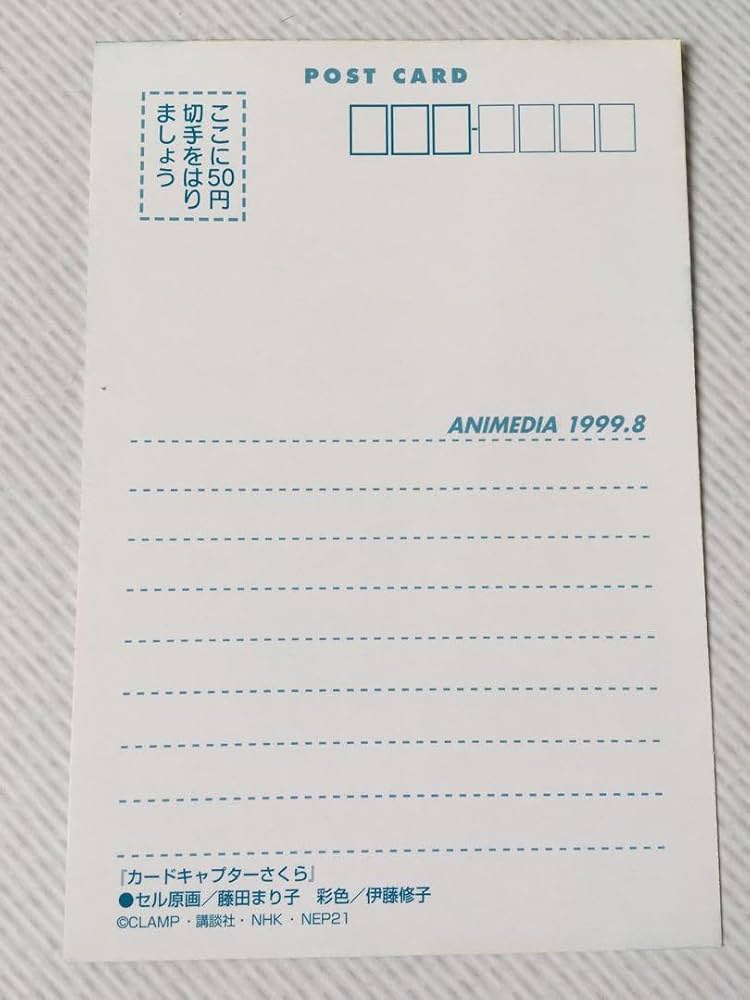 POST CARD
ここに50円
切手をはり
ましょう
ANIMEDIA 1999.8
『カードキャプターさくら』
●セル原画／藤田まり子　彩色／伊藤修子
©CLAMP・講談社・NHK・NEP21